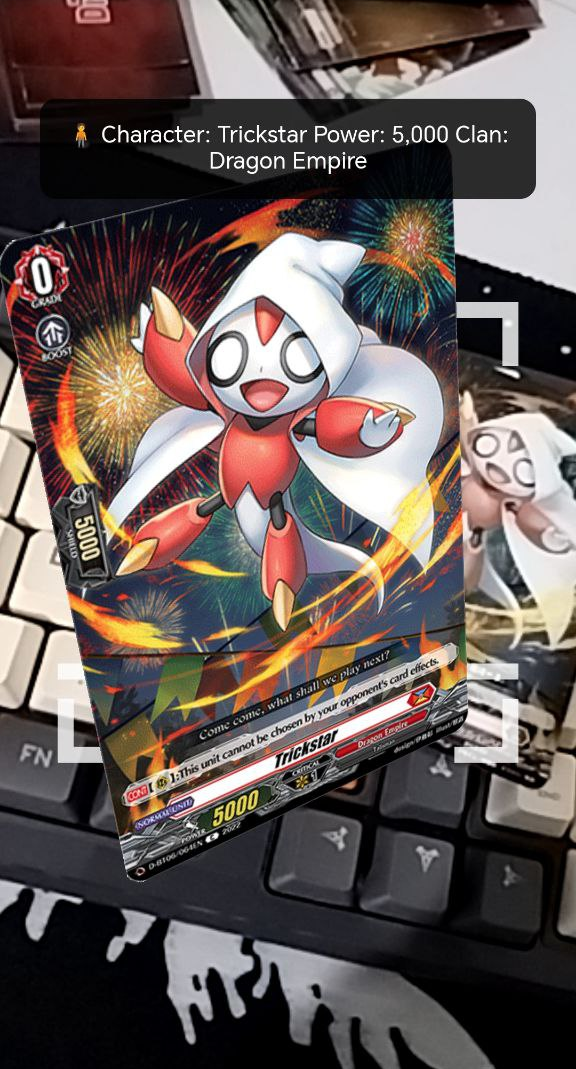 Character: Trickstar Power: 5,000 Clan:
Dragon Empire
0
GRADE
BOOST
5000
SHIELD
Come come, what shall we play next?
CONT 1:This unit cannot be chosen by your opponent's card effects.
Trickstar
Dragon Empire
NORMAL UNIT
POWER 5000
CRITICAL
1
D-BT06/064EN C 2022
FN